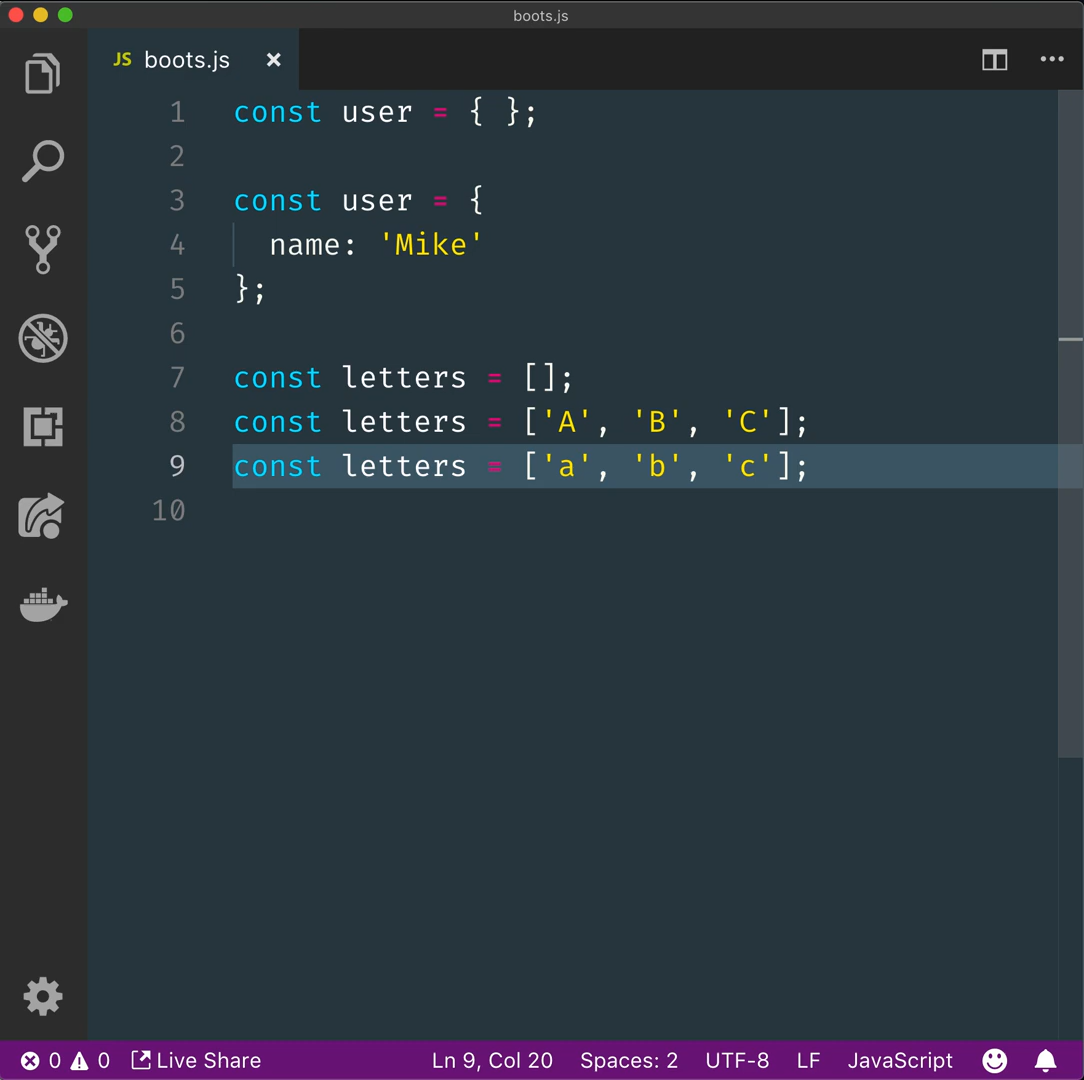 boots.js
JS boots.js ×
1 const user = { };
2
3 const user = {
4   name: 'Mike'
5 };
6
7 const letters = [];
8 const letters = ['A', 'B', 'C'];
9 const letters = ['a', 'b', 'c'];
10
0 0 Live Share Ln 9, Col 20 Spaces: 2 UTF-8 LF JavaScript